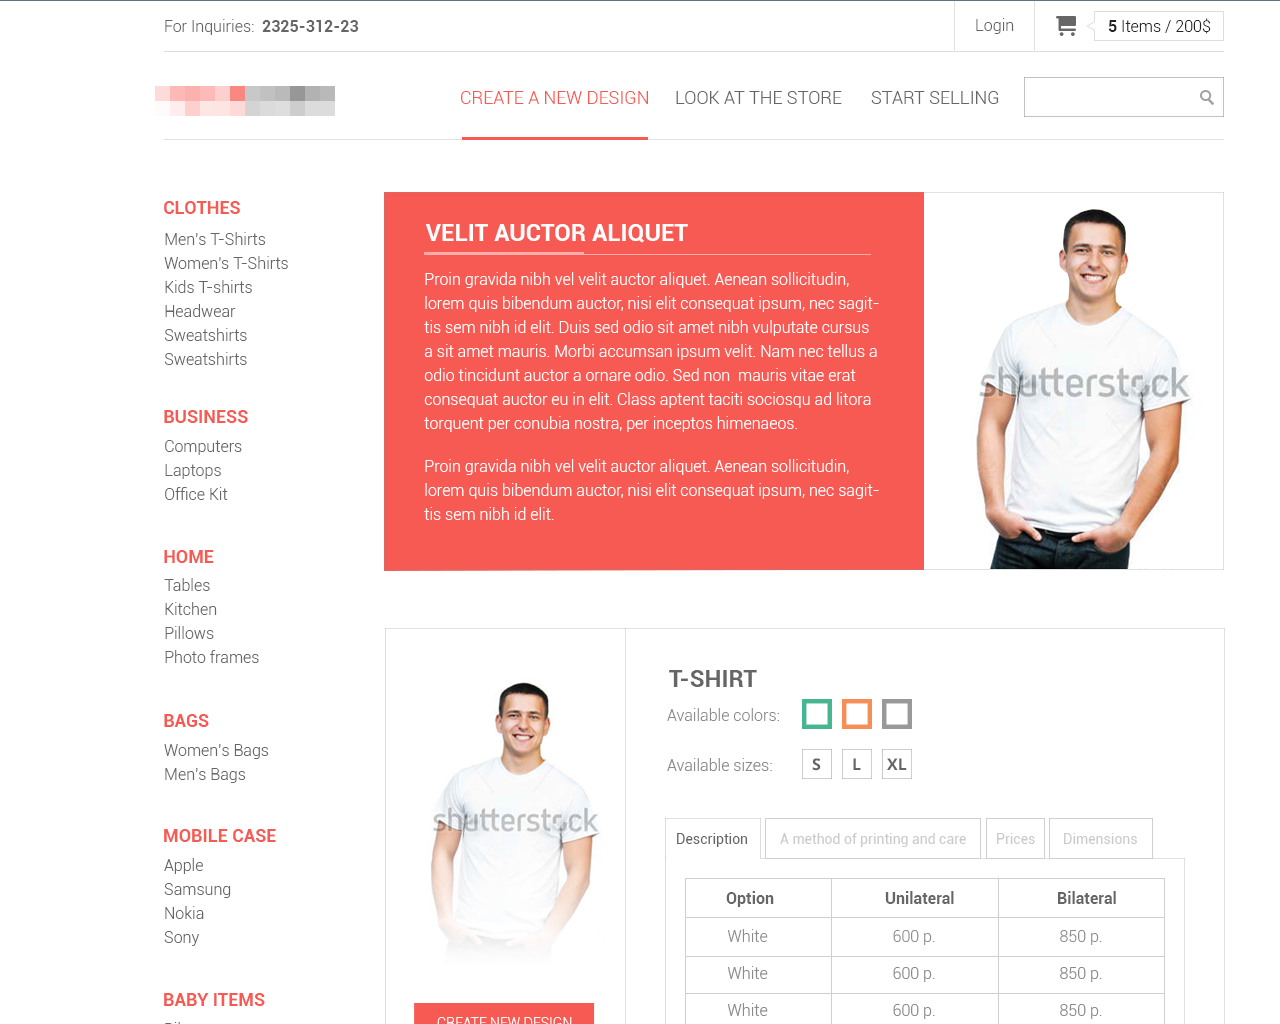 For Inquiries: 2325-312-23
Login
5 Items / 200$
CREATE A NEW DESIGN
LOOK AT THE STORE
START SELLING
CLOTHES
Men's T-Shirts
Women's T-Shirts
Kids T-shirts
Headwear
Sweatshirts
Sweatshirts
BUSINESS
Computers
Laptops
Office Kit
HOME
Tables
Kitchen
Pillows
Photo frames
BAGS
Women's Bags
Men's Bags
MOBILE CASE
Apple
Samsung
Nokia
Sony
BABY ITEMS
VELIT AUCTOR ALIQUET
Proin gravida nibh vel velit auctor aliquet. Aenean sollicitudin,
lorem quis bibendum auctor, nisi elit consequat ipsum, nec sagit-
tis sem nibh id elit. Duis sed odio sit amet nibh vulputate cursus
a sit amet mauris. Morbi accumsan ipsum velit. Nam nec tellus a
odio tincidunt auctor a ornare odio. Sed non  mauris vitae erat
consequat auctor eu in elit. Class aptent taciti sociosqu ad litora
torquent per conubia nostra, per inceptos himenaeos.
Proin gravida nibh vel velit auctor aliquet. Aenean sollicitudin,
lorem quis bibendum auctor, nisi elit consequat ipsum, nec sagit-
tis sem nibh id elit.
shutterstock
shutterstock
CREATE NEW DESIGN
T-SHIRT
Available colors:
Available sizes: S L XL
Description
A method of printing and care
Prices
Dimensions
Option Unilateral Bilateral
White 600 p. 850 p.
White 600 p. 850 p.
White 600 p. 850 p.